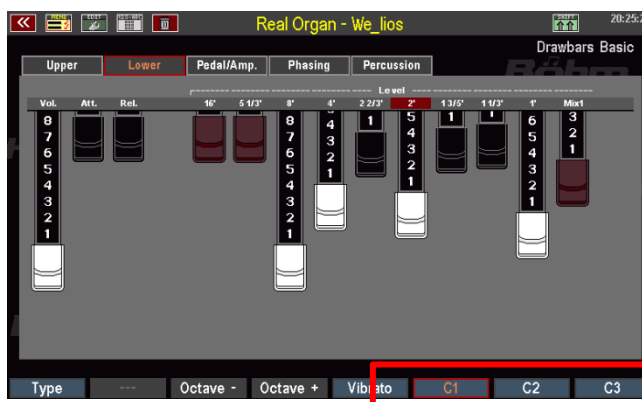 MENU EDIT SHIFT 20:25:2
Real Organ - We_lios
Drawbars Basic
Upper Lower Pedal/Amp. Phasing Percussion
Level
Vol. Att. Rel. 16' 5 1/3' 8' 4' 2 2/3' 2' 1 3/5' 1 1/3' 1' Mix1
8 8 4 1 5 1 1 6 3
7 7 3 4 5 2
6 6 2 3 4 1
5 5 1 2 3
4 4 1 2
3 3 1
2 2
1 1
Type --- Octave - Octave + Vibrato C1 C2 C3